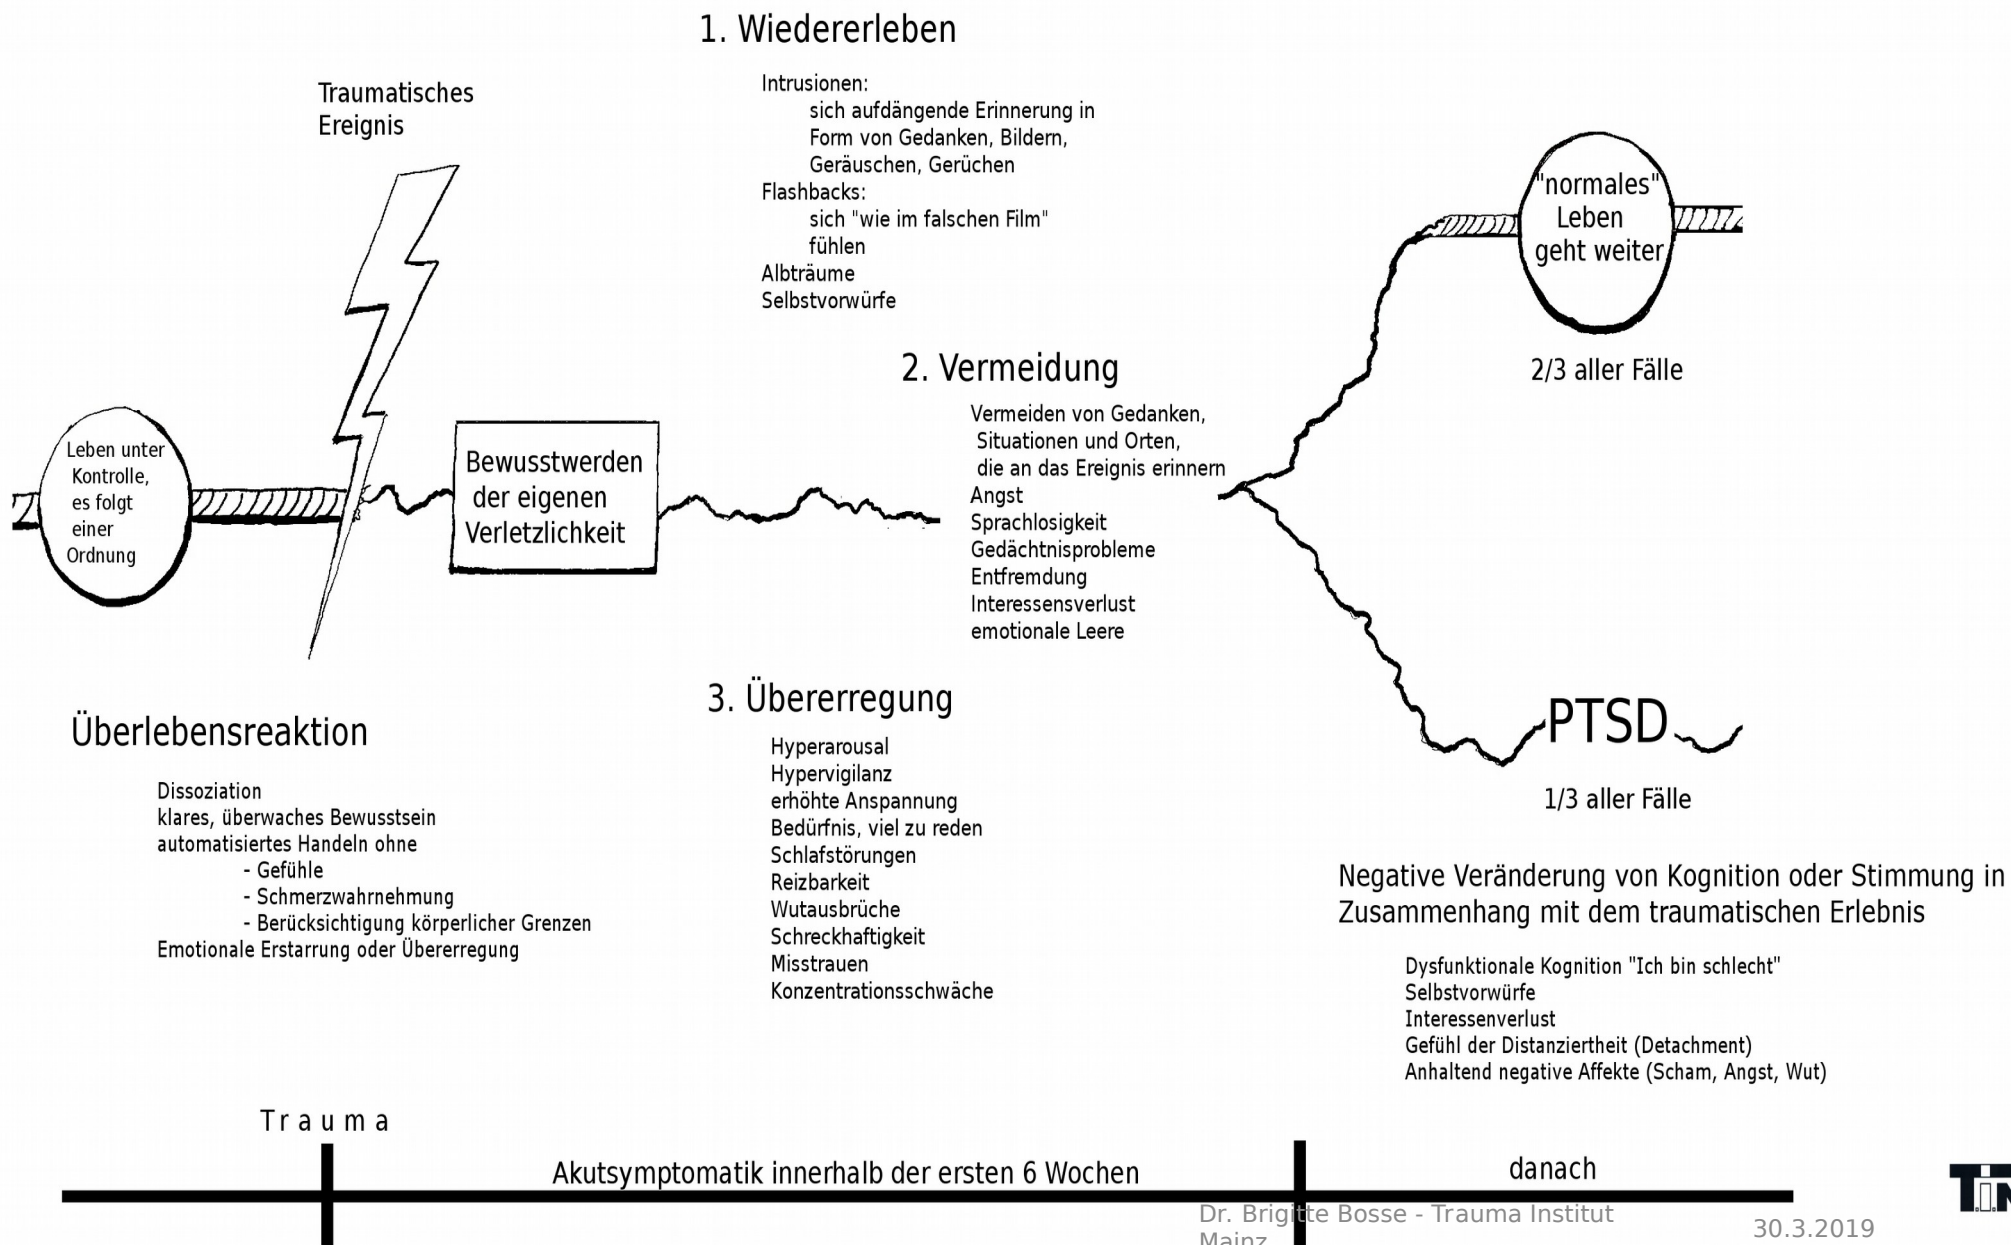 1. Wiedererleben
Intrusionen:
sich aufdängende Erinnerung in
Form von Gedanken, Bildern,
Geräuschen, Gerüchen
Flashbacks:
sich "wie im falschen Film"
fühlen
Albträume
Selbstvorwürfe
Traumatisches
Ereignis
"normales"
Leben
geht weiter
2/3 aller Fälle
2. Vermeidung
Vermeiden von Gedanken,
Situationen und Orten,
die an das Ereignis erinnern
Angst
Sprachlosigkeit
Gedächtnisprobleme
Entfremdung
Interessensverlust
emotionale Leere
Leben unter
Kontrolle,
es folgt
einer
Ordnung
Bewusstwerden
der eigenen
Verletzlichkeit
Überlebensreaktion
Dissoziation
klares, überwaches Bewusstsein
automatisiertes Handeln ohne
- Gefühle
- Schmerzwahrnehmung
- Berücksichtigung körperlicher Grenzen
Emotionale Erstarrung oder Übererregung
3. Übererregung
Hyperarousal
Hypervigilanz
erhöhte Anspannung
Bedürfnis, viel zu reden
Schlafstörungen
Reizbarkeit
Wutausbrüche
Schreckhaftigkeit
Misstrauen
Konzentrationsschwäche
PTSD
1/3 aller Fälle
Negative Veränderung von Kognition oder Stimmung in
Zusammenhang mit dem traumatischen Erlebnis
Dysfunktionale Kognition "Ich bin schlecht"
Selbstvorwürfe
Interessenverlust
Gefühl der Distanziertheit (Detachment)
Anhaltend negative Affekte (Scham, Angst, Wut)
Trauma
Akutsymptomatik innerhalb der ersten 6 Wochen
danach
Dr. Brigitte Bosse - Trauma Institut
Mainz
30.3.2019